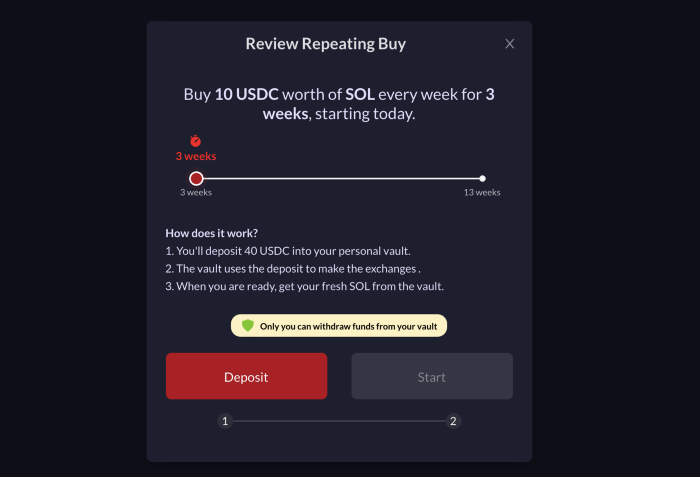 Review Repeating Buy
Buy 10 USDC worth of SOL every week for 3
weeks, starting today.
3 weeks
3 weeks
13 weeks
How does it work?
1. You'll deposit 40 USDC into your personal vault.
2. The vault uses the deposit to make the exchanges .
3. When you are ready, get your fresh SOL from the vault.
Only you can withdraw funds from your vault
Deposit
Start
1
2